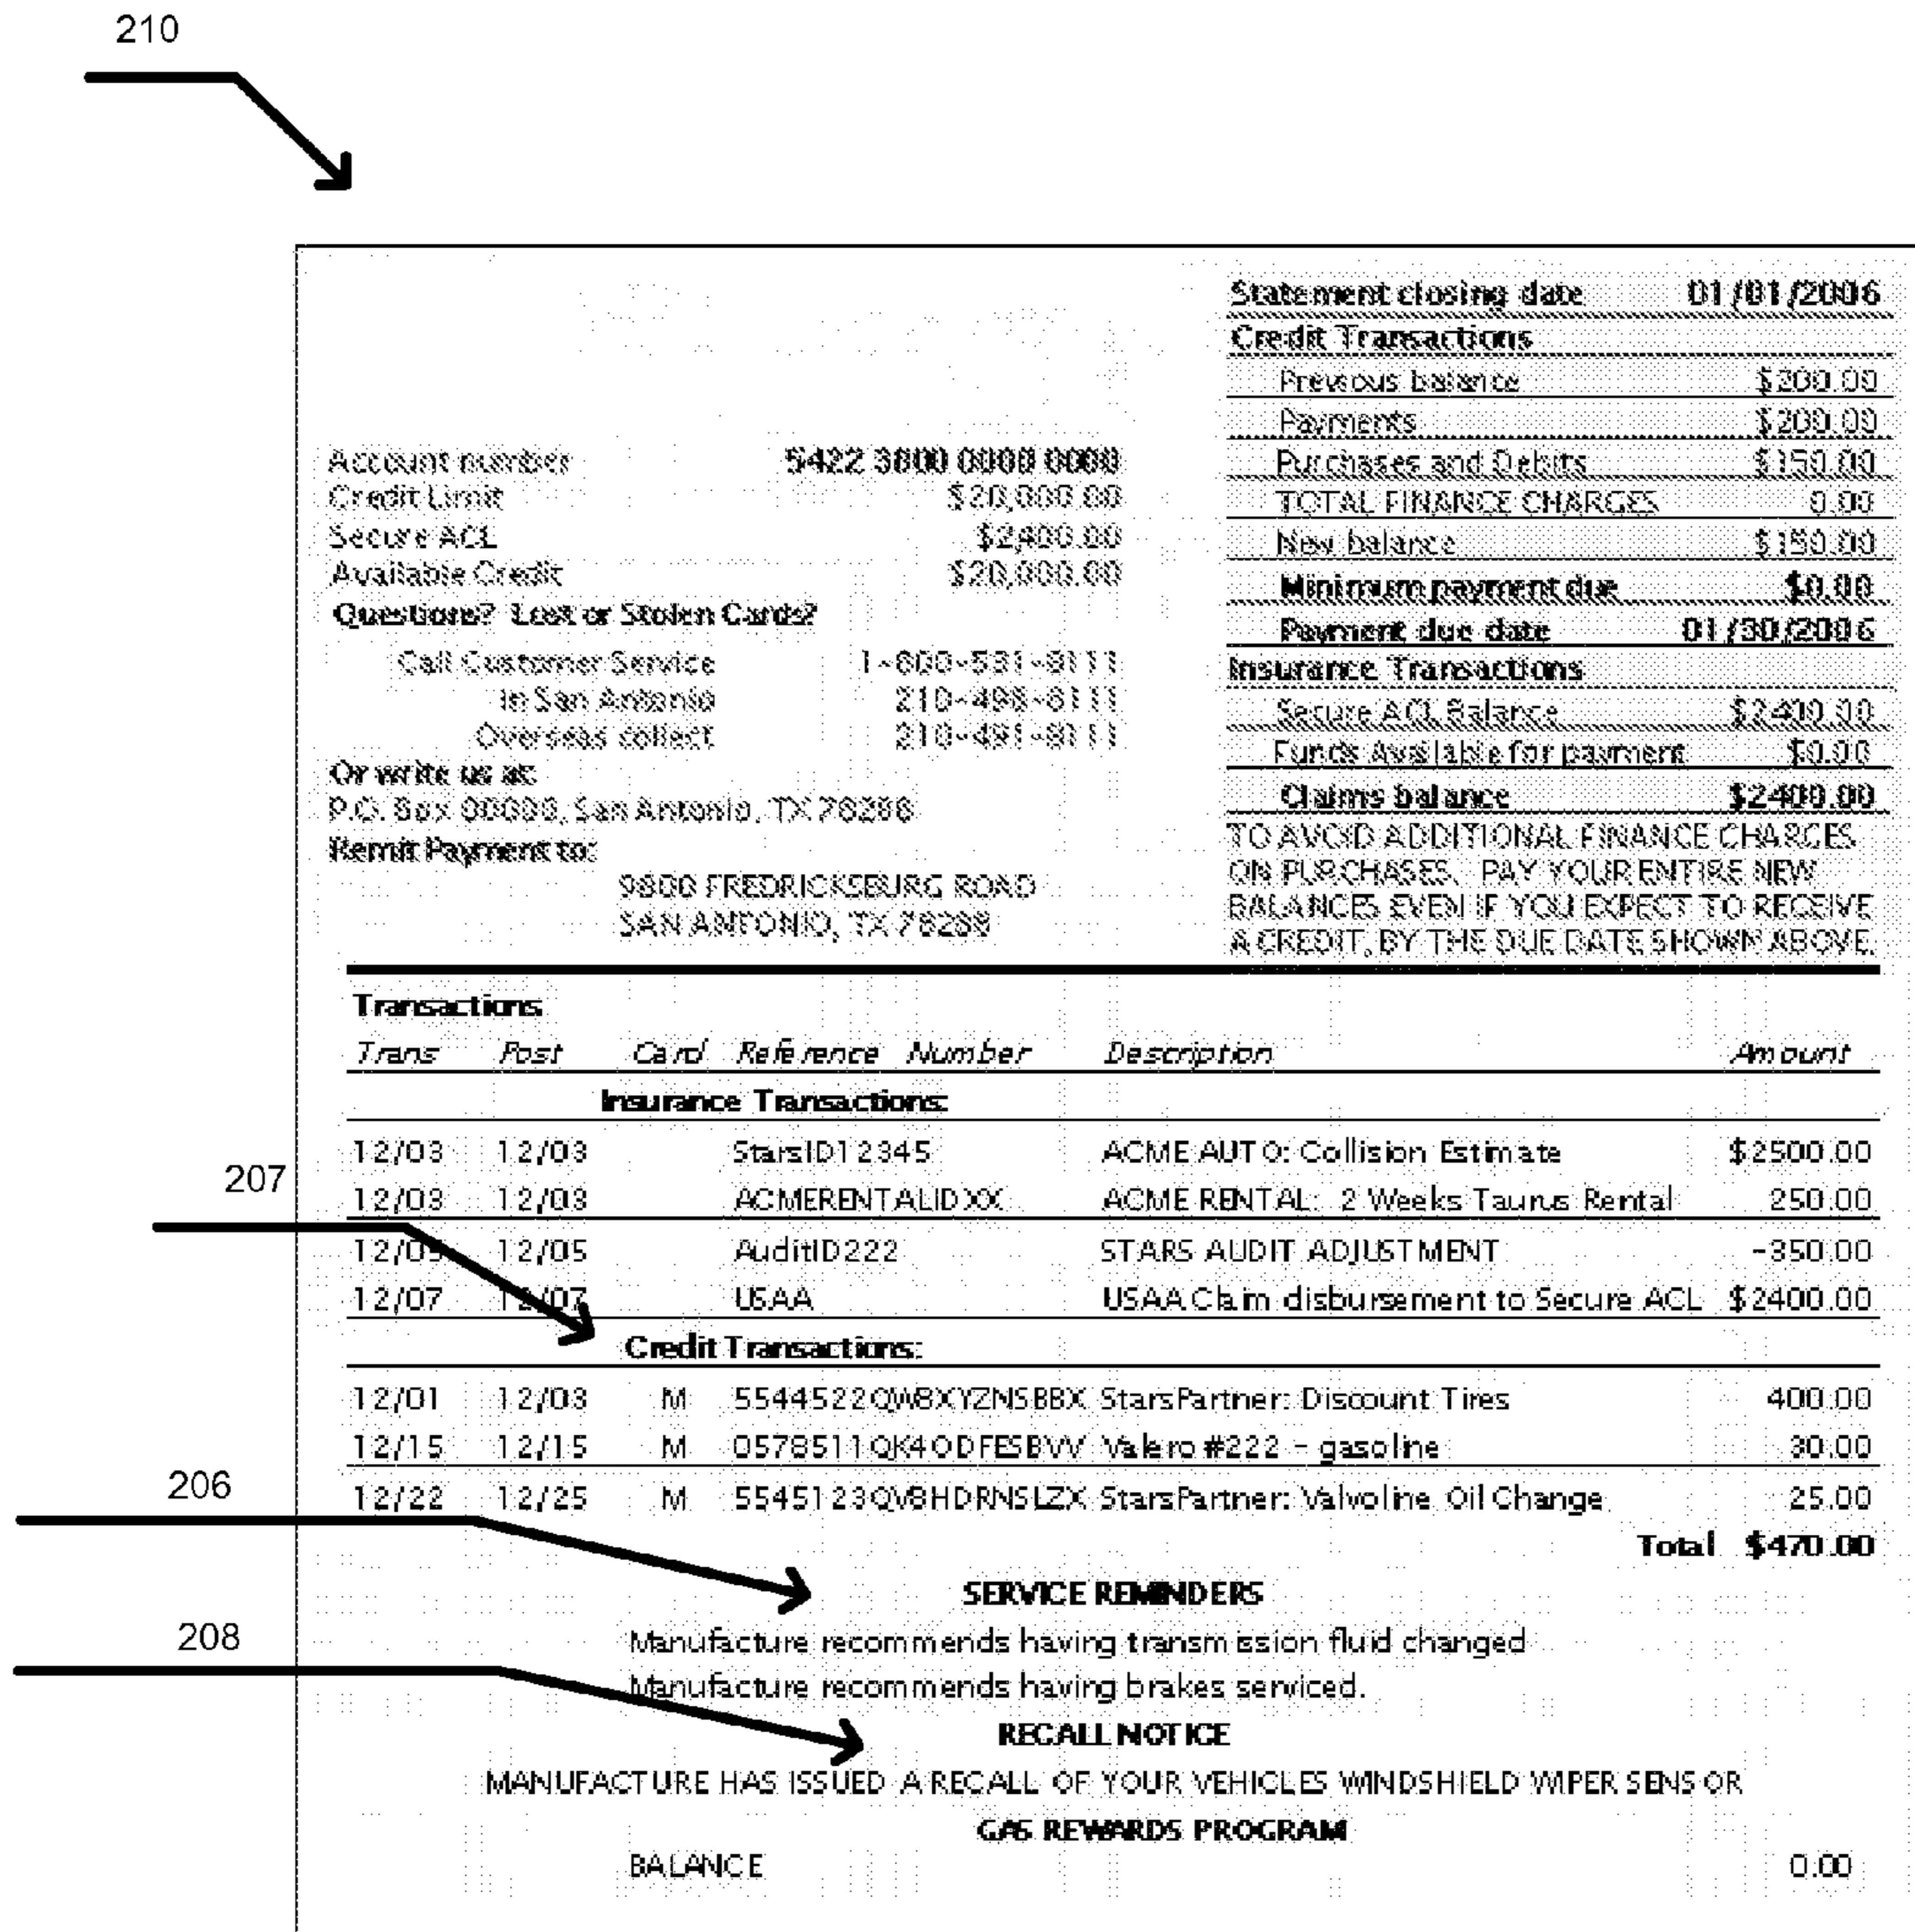 210
Statement closing date 01/01/2006
Credit Transactions
Previous balance $200.00
Payments $200.00
Purchases and Debits $150.00
TOTAL FINANCE CHARGES 0.00
New balance $150.00
Minimum payment due $0.00
Payment due date 01/30/2006
Insurance Transactions
Secure ACL Balance $2400.00
Funds Available for payment $0.00
Claims balance $2400.00
TO AVOID ADDITIONAL FINANCE CHARGES
ON PURCHASES, PAY YOUR ENTIRE NEW
BALANCES EVEN IF YOU EXPECT TO RECEIVE
A CREDIT, BY THE DUE DATE SHOWN ABOVE.
Account number 5422 3800 0000 0000
Credit Limit $20,000.00
Secure ACL $2,400.00
Available Credit $20,000.00
Questions? Lost or Stolen Cards?
Call Customer Service 1-800-531-8111
In San Antonio 210-498-8111
Overseas collect 210-491-8111
Or write us at:
P.O. Box 00000, San Antonio, TX 78288
Remit Payment to:
9800 FREDRICKSBURG ROAD
SAN ANTONIO, TX 78288
Transactions
Trans Post Card Reference Number Description Amount
Insurance Transactions:
12/03 12/03 StarsID12345 ACME AUTO: Collision Estimate $2500.00
207
12/03 12/03 ACMERENTALIDXX ACME RENTAL: 2 Weeks Taurus Rental 250.00
12/05 12/05 AuditID222 STARS AUDIT ADJUSTMENT -350.00
12/07 12/07 USAA USAA Claim disbursement to Secure ACL $2400.00
Credit Transactions:
12/01 12/03 M 5544522QW8XYZNSBBX StarsPartner: Discount Tires 400.00
12/15 12/15 M 0578511QK4ODFESBVV Valero #222 - gasoline 30.00
206
12/22 12/25 M 5545123QV8HDRNSLZX StarsPartner: Valvoline Oil Change 25.00
Total $470.00
SERVICE REMINDERS
208
Manufacture recommends having transmission fluid changed
Manufacture recommends having brakes serviced.
RECALL NOTICE
MANUFACTURE HAS ISSUED A RECALL OF YOUR VEHICLES WINDSHIELD WIPER SENSOR
GAS REWARDS PROGRAM
BALANCE 0.00